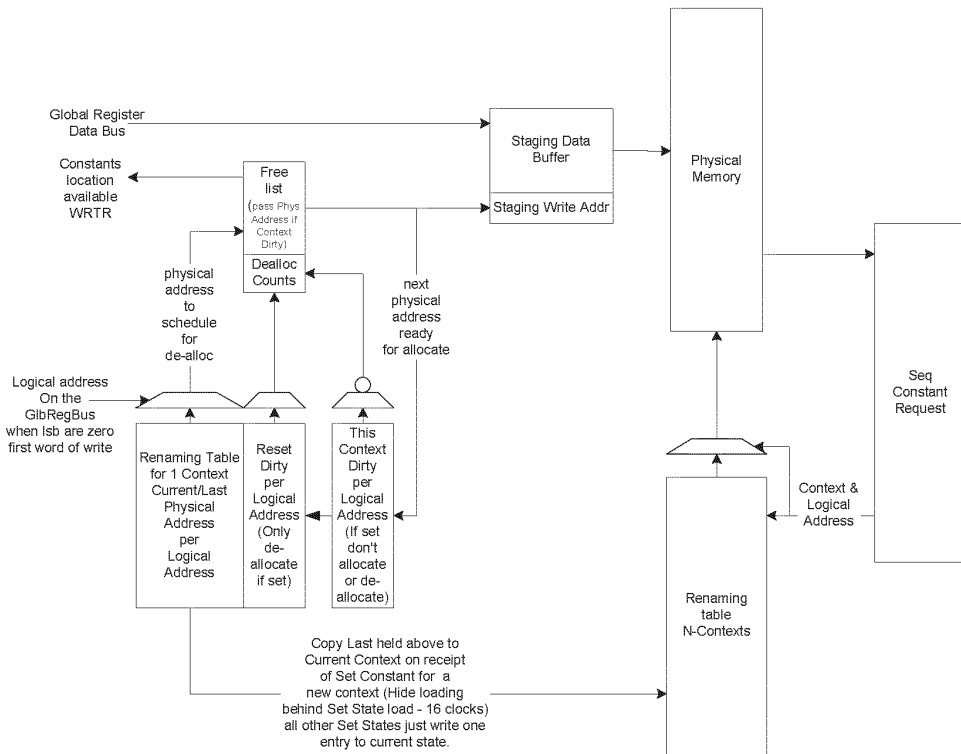 Global Register
Data Bus
Constants
location
available
WRTR
Free
list
(pass Phys
Address if
Context
Dirty)
Dealloc
Counts
Staging Data
Buffer
Staging Write Addr
Physical
Memory
physical
address
to
schedule
for
de-alloc
next
physical
address
ready
for allocate
Seq
Constant
Request
Logical address
On the
GlbRegBus
when lsb are zero
first word of write
Renaming Table
for 1 Context
Current/Last
Physical
Address
per
Logical
Address
Reset
Dirty
per
Logical
Address
(Only
de-
allocate
if set)
This
Context
Dirty
per
Logical
Address
(If set
don't
allocate
or de-
allocate)
Context &
Logical
Address
Renaming
table
N-Contexts
Copy Last held above to
Current Context on receipt
of Set Constant for a
new context (Hide loading
behind Set State load - 16 clocks)
all other Set States just write one
entry to current state.